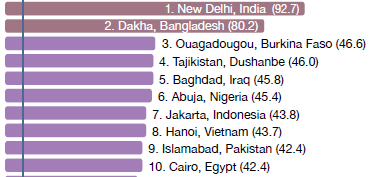 1. New Delhi, India (92.7)
2. Dakha, Bangladesh (80.2)
3. Ouagadougou, Burkina Faso (46.6)
4. Tajikistan, Dushanbe (46.0)
5. Baghdad, Iraq (45.8)
6. Abuja, Nigeria (45.4)
7. Jakarta, Indonesia (43.8)
8. Hanoi, Vietnam (43.7)
9. Islamabad, Pakistan (42.4)
10. Cairo, Egypt (42.4)